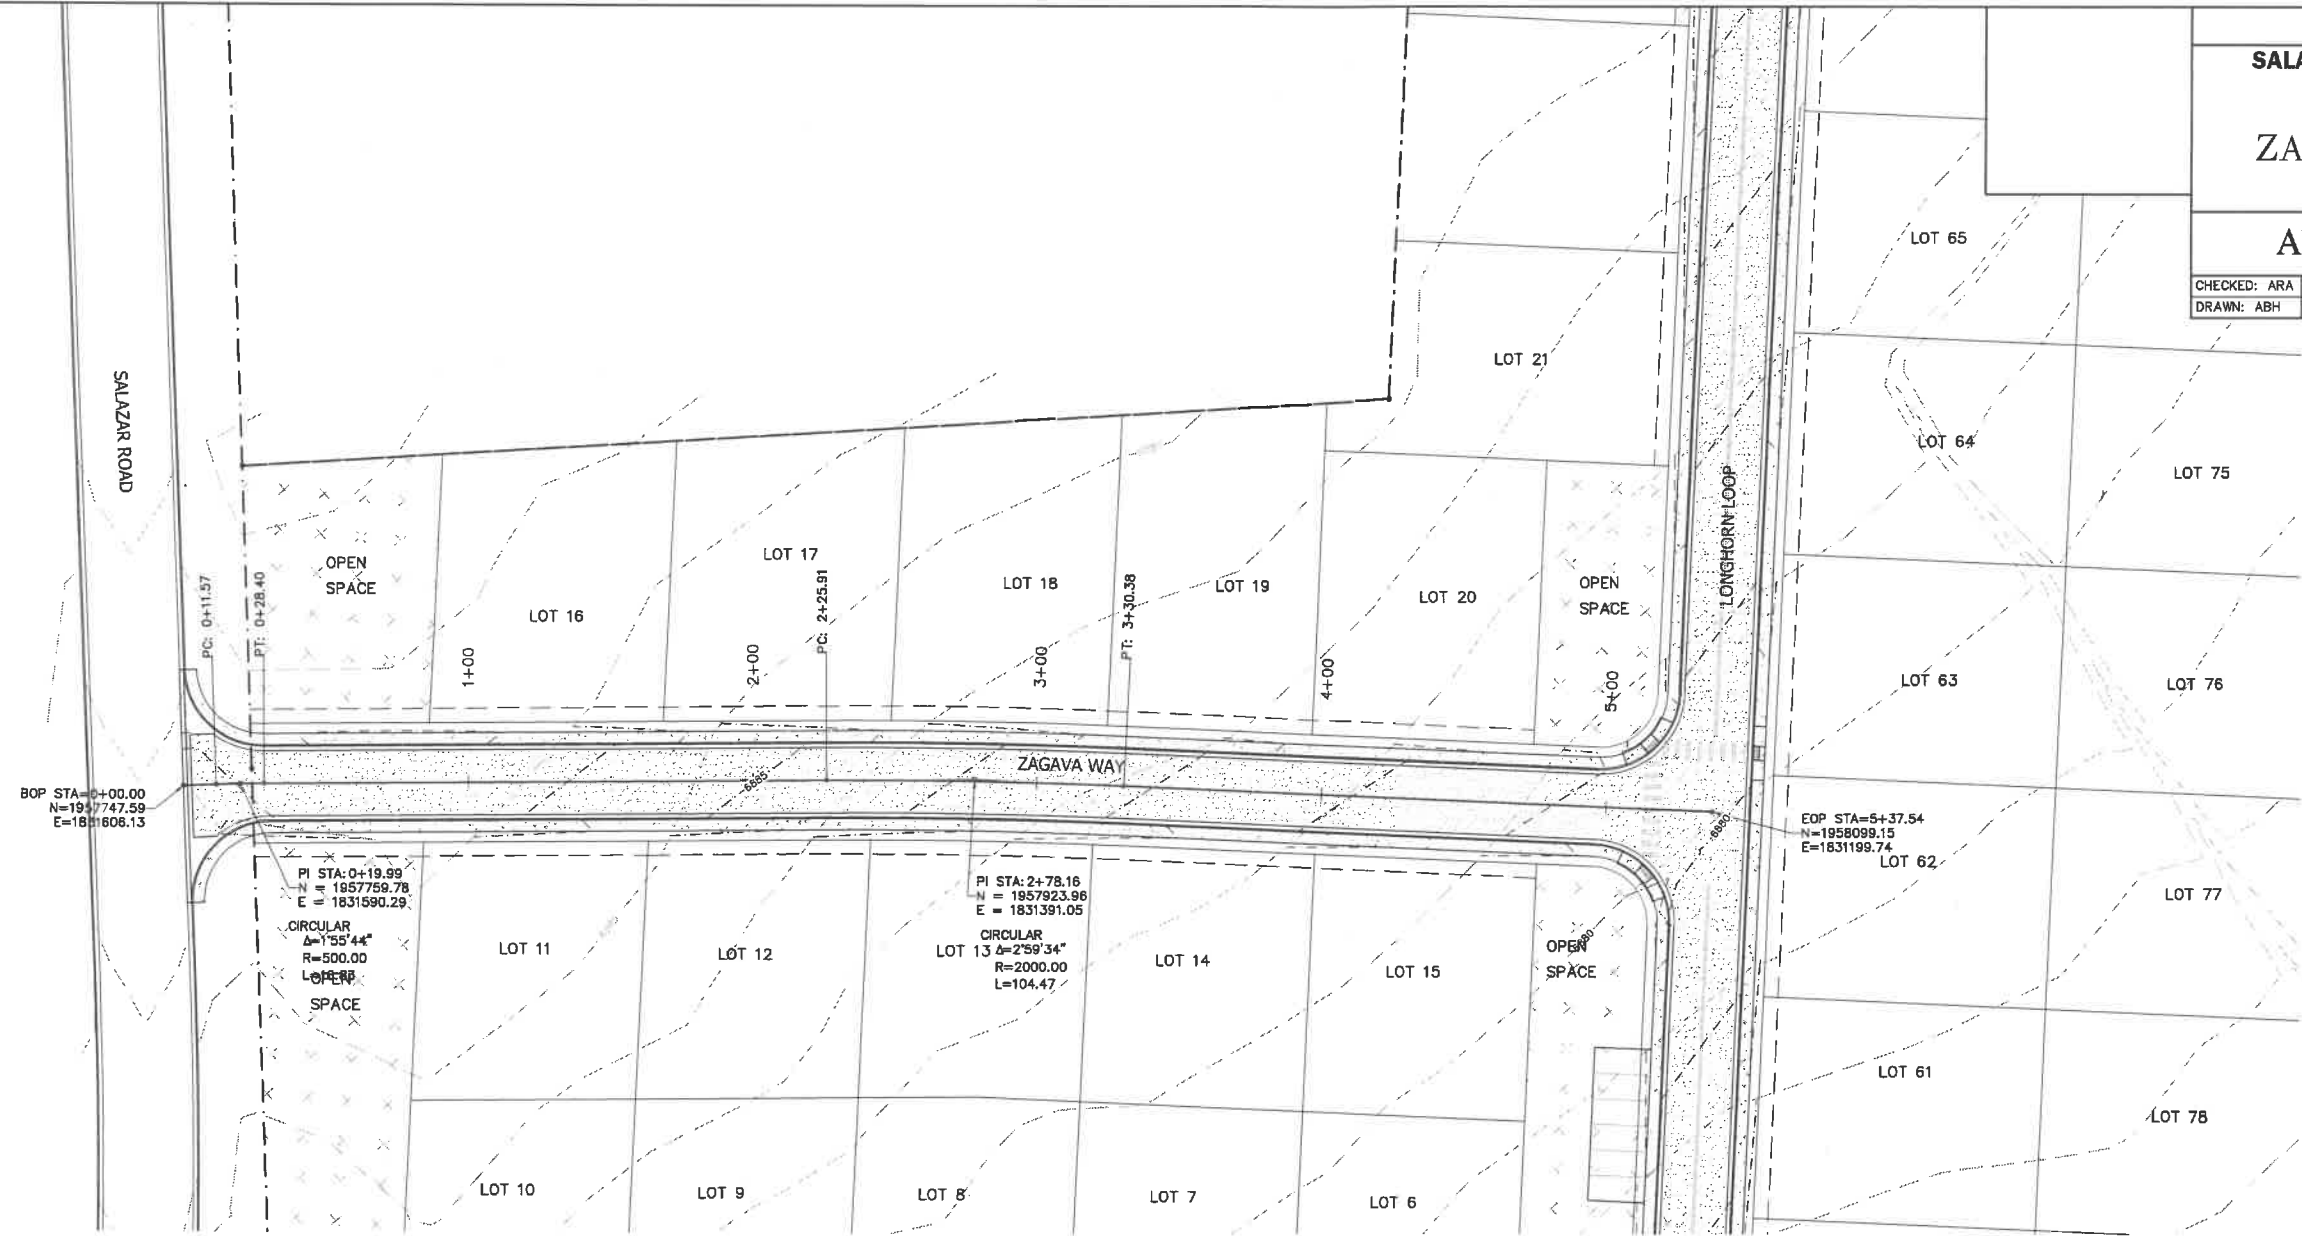 SALA
ZA
A
CHECKED: ARA
DRAWN: ABH
SALAZAR ROAD
LONGHORN LOOP
ZAGAVA WAY
LOT 65
LOT 21
LOT 64
LOT 75
OPEN
SPACE
LOT 16
LOT 17
LOT 18
LOT 19
LOT 20
OPEN
SPACE
LOT 63
LOT 76
PC: 0+11.57
PT: 0+28.40
1+00
2+00
PC: 2+25.91
3+00
PT: 3+30.38
4+00
5+00
BOP STA=0+00.00
N=1957747.59
E=1831606.13
6885
6880
EOP STA=5+37.54
N=1958099.15
E=1831199.74
LOT 62
LOT 77
PI STA: 0+19.99
N = 1957759.78
E = 1831590.29
CIRCULAR
Δ=1°55'44"
R=500.00
OPEN
SPACE
PI STA: 2+78.16
N = 1957923.96
E = 1831391.05
CIRCULAR
Δ=2°59'34"
R=2000.00
L=104.47
LOT 11
LOT 12
LOT 13
LOT 14
LOT 15
OPEN
SPACE
LOT 61
LOT 78
LOT 10
LOT 9
LOT 8
LOT 7
LOT 6